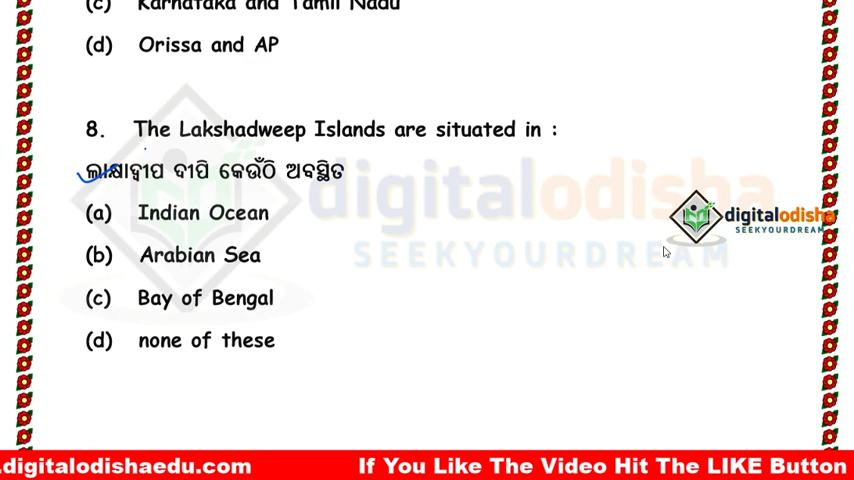 (c) Karnataka and Tamil Nadu
(d) Orissa and AP
8. The Lakshadweep Islands are situated in :
ଲାକ୍ଷାଦ୍ୱୀପ ଦୀପି କେଉଁଠି ଅବସ୍ଥିତ
(a) Indian Ocean
(b) Arabian Sea
(c) Bay of Bengal
(d) none of these
digitalodisha
SEEKYOURDREAM
digitalodisha
SEEKYOURDREAM
.digitalodishaedu.com If You Like The Video Hit The LIKE Button